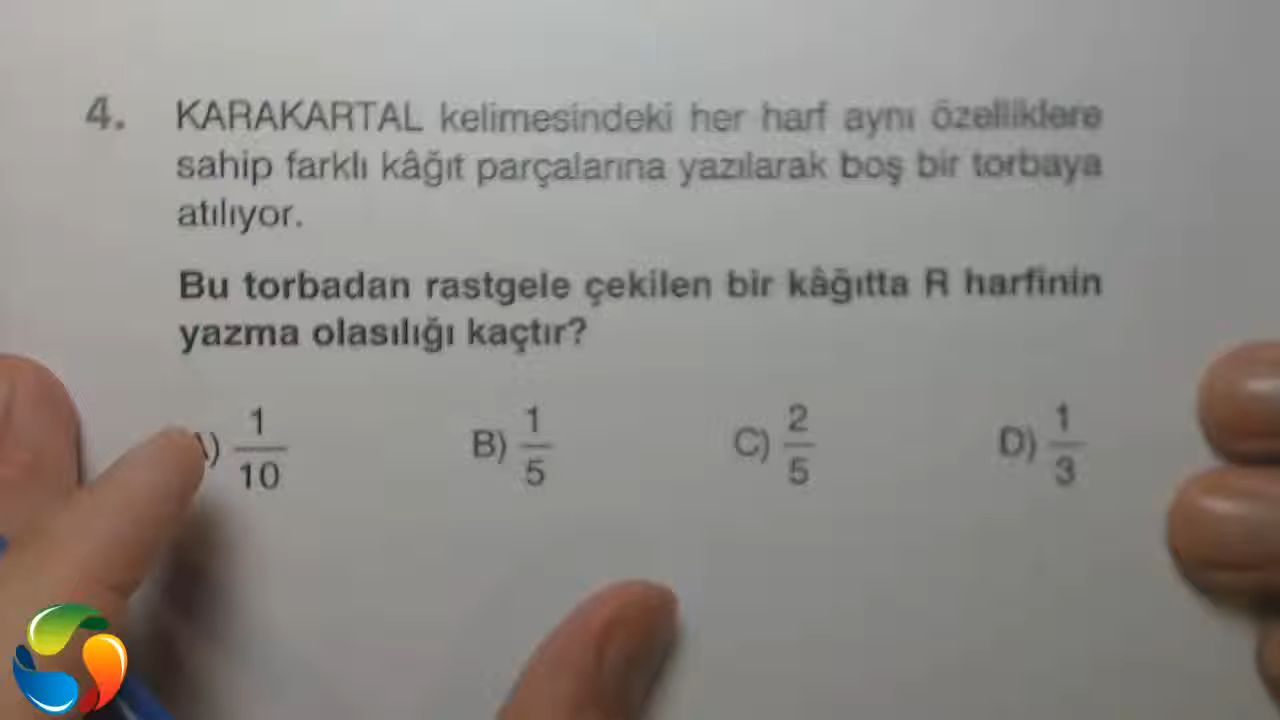 4. KARAKARTAL kelimesindeki her harf aynı özelliklere
sahip farklı kâğıt parçalarına yazılarak boş bir torbaya
atılıyor.
Bu torbadan rastgele çekilen bir kâğıtta R harfinin
yazma olasılığı kaçtır?
A) 1/10 B) 1/5 C) 2/5 D) 1/3